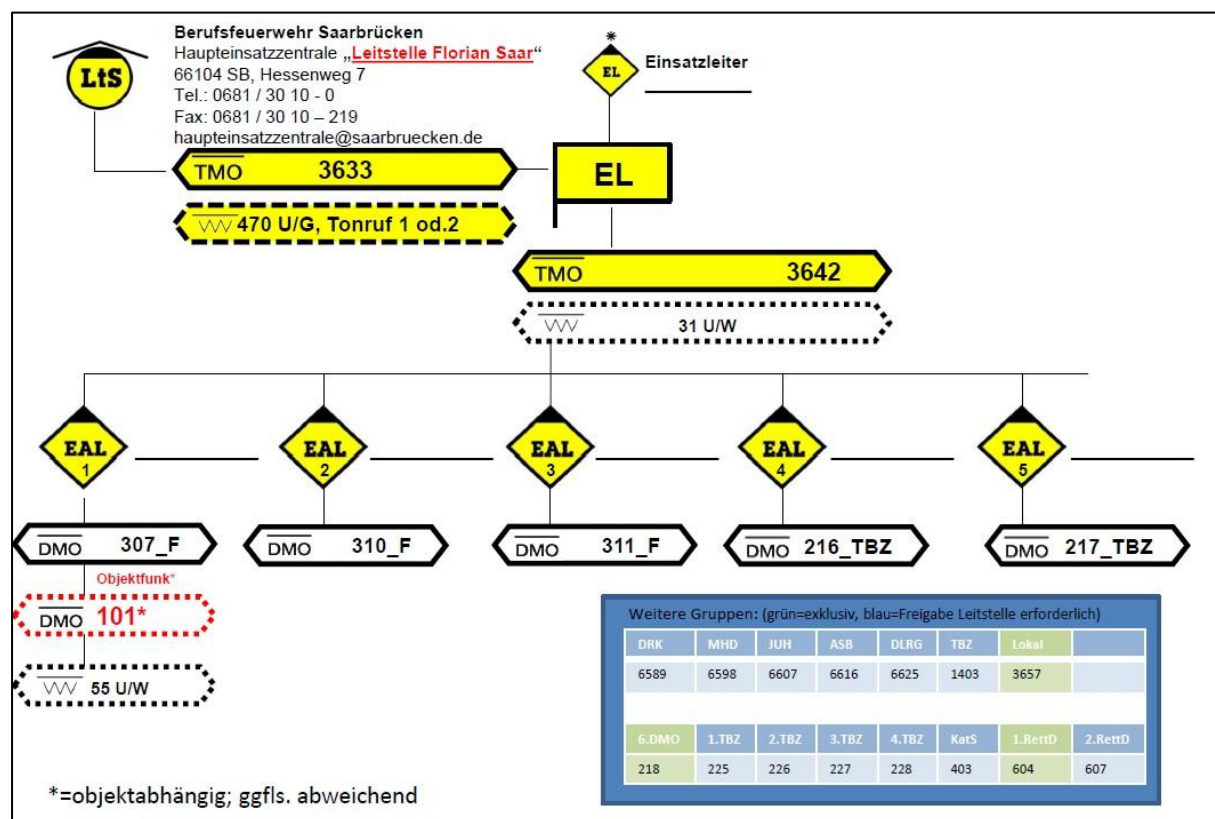 LtS
Berufsfeuerwehr Saarbrücken
Haupteinsatzzentrale „Leitstelle Florian Saar“
66104 SB, Hessenweg 7
Tel.: 0681 / 30 10 - 0
Fax: 0681 / 30 10 – 219
haupteinsatzzentrale@saarbruecken.de
*
EL
Einsatzleiter
TMO 3633
EL
470 U/G, Tonruf 1 od.2
TMO 3642
31 U/W
EAL 1
EAL 2
EAL 3
EAL 4
EAL 5
DMO 307_F
DMO 310_F
DMO 311_F
DMO 216_TBZ
DMO 217_TBZ
Objektfunk*
DMO 101*
55 U/W
Weitere Gruppen: (grün=exklusiv, blau=Freigabe Leitstelle erforderlich)
DRK MHD JUH ASB DLRG TBZ Lokal
6589 6598 6607 6616 6625 1403 3657
6.DMO 1.TBZ 2.TBZ 3.TBZ 4.TBZ KatS 1.RettD 2.RettD
218 225 226 227 228 403 604 607
*=objektabhängig; ggfls. abweichend